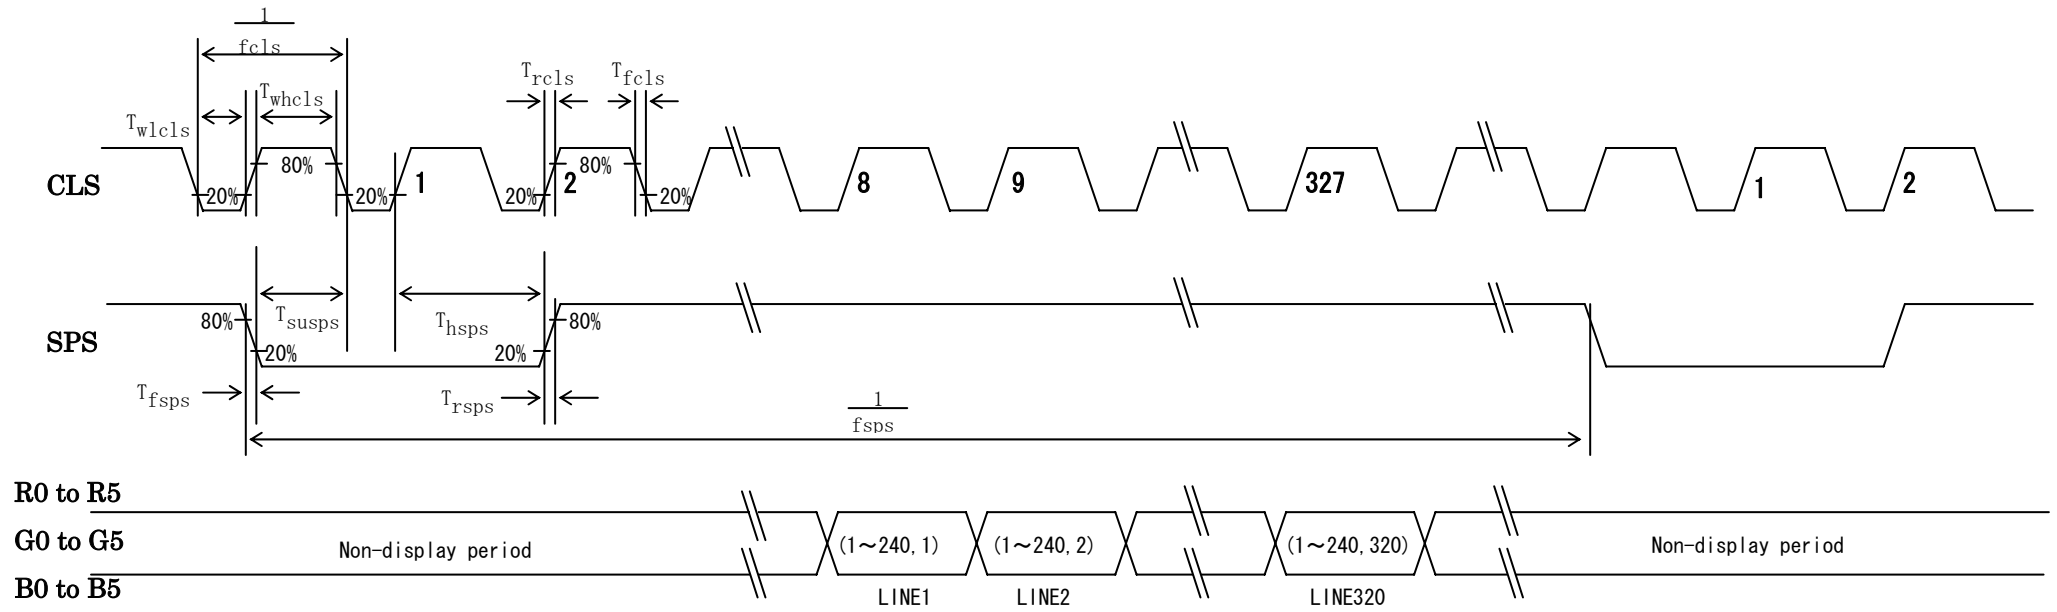 1
fcls
Twhcls
Trcls
Tfcls
Twlcls
80%
80%
CLS
20%
20%
1
20%
2
20%
8
9
327
1
2
80%
Tsusps
Thsps
80%
SPS
20%
20%
Tfsps
Trsps
1
fsps
R0 to R5
G0 to G5
Non-display period
(1～240,1)
(1～240,2)
(1～240,320)
Non-display period
B0 to B5
LINE1
LINE2
LINE320